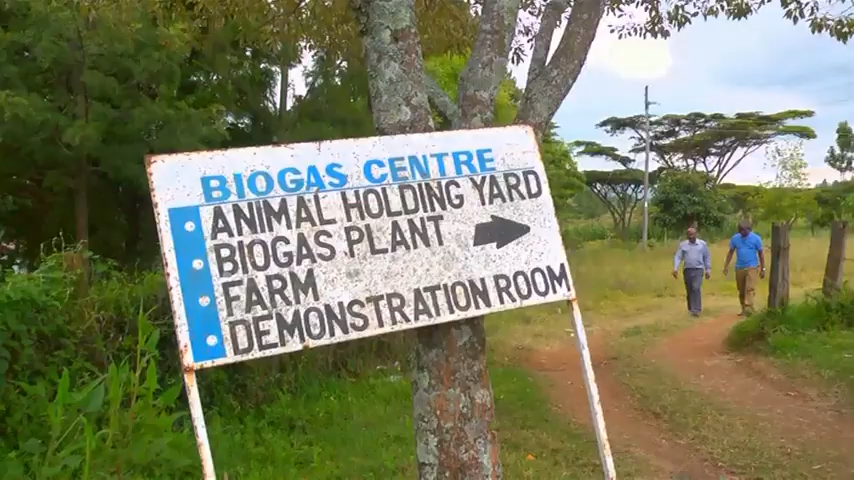 BIOGAS CENTRE
ANIMAL HOLDING YARD
BIOGAS PLANT
FARM
DEMONSTRATION ROOM